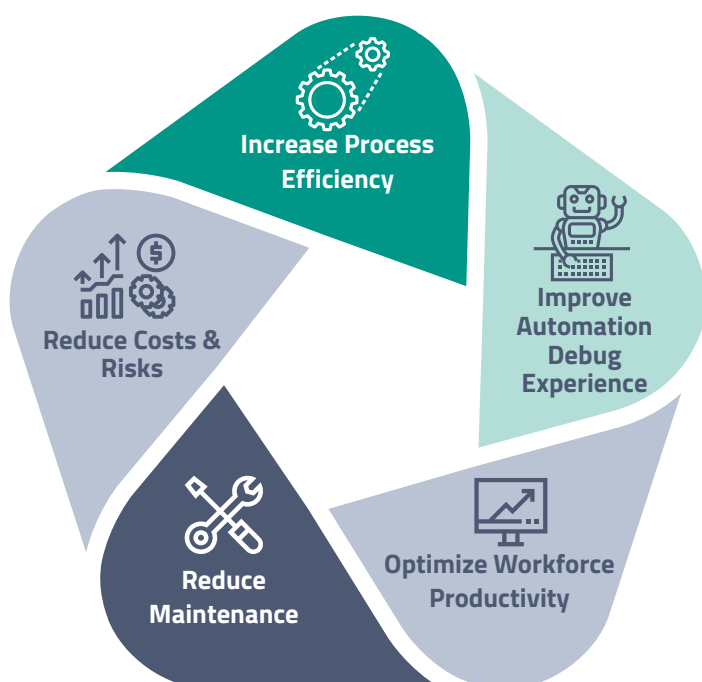 Increase Process
Efficiency
Improve
Automation
Debug
Experience
Optimize Workforce
Productivity
Reduce
Maintenance
Reduce Costs &
Risks
$